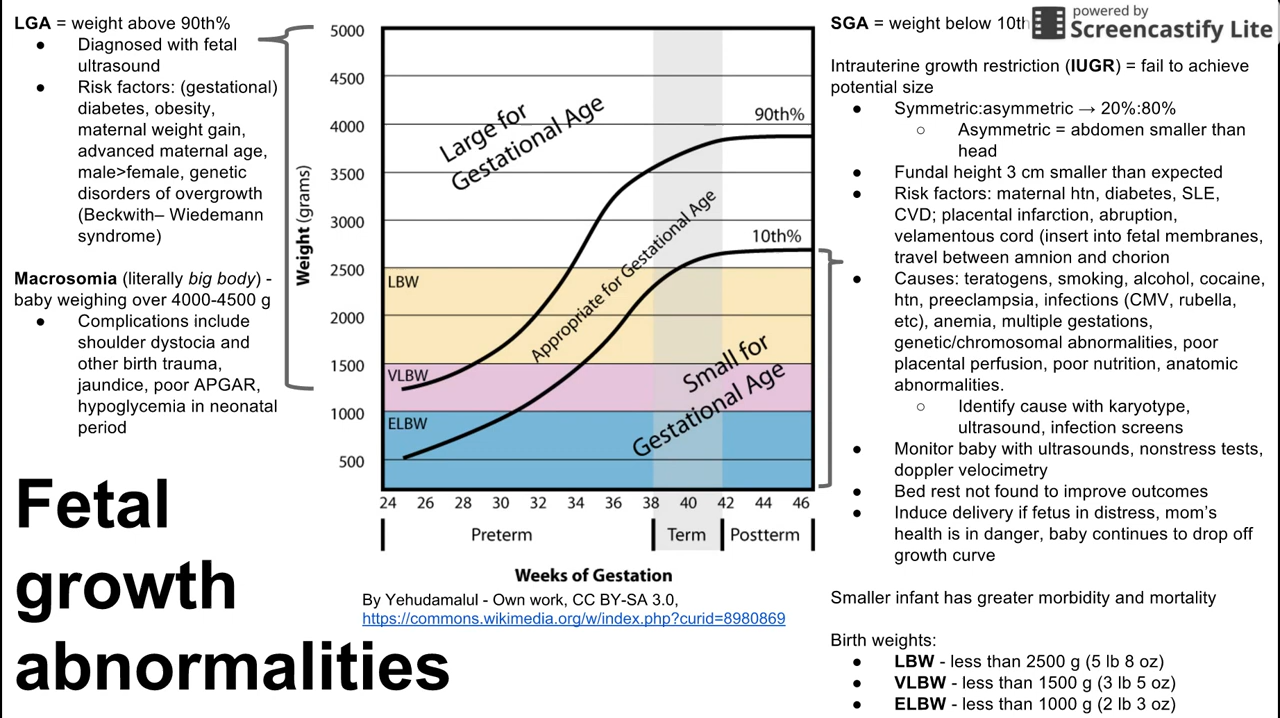 LGA = weight above 90th%
● Diagnosed with fetal
ultrasound
● Risk factors: (gestational)
diabetes, obesity,
maternal weight gain,
advanced maternal age,
male>female, genetic
disorders of overgrowth
(Beckwith– Wiedemann
syndrome)
Macrosomia (literally big body) -
baby weighing over 4000-4500 g
● Complications include
shoulder dystocia and
other birth trauma,
jaundice, poor APGAR,
hypoglycemia in neonatal
period
Fetal
growth
abnormalities
Weight (grams)
5000
4500
4000
3500
3000
2500
2000
1500
1000
500
Large for
Gestational Age
90th%
Appropriate for Gestational Age
10th%
LBW
VLBW
ELBW
Small for
Gestational Age
24 26 28 30 32 34 36 38 40 42 44 46
Preterm Term Postterm
Weeks of Gestation
By Yehudamalul - Own work, CC BY-SA 3.0,
https://commons.wikimedia.org/w/index.php?curid=8980869
powered by
Screencastify Lite
SGA = weight below 10th
Intrauterine growth restriction (IUGR) = fail to achieve
potential size
● Symmetric:asymmetric → 20%:80%
○ Asymmetric = abdomen smaller than
head
● Fundal height 3 cm smaller than expected
● Risk factors: maternal htn, diabetes, SLE,
CVD; placental infarction, abruption,
velamentous cord (insert into fetal membranes,
travel between amnion and chorion
● Causes: teratogens, smoking, alcohol, cocaine,
htn, preeclampsia, infections (CMV, rubella,
etc), anemia, multiple gestations,
genetic/chromosomal abnormalities, poor
placental perfusion, poor nutrition, anatomic
abnormalities.
○ Identify cause with karyotype,
ultrasound, infection screens
● Monitor baby with ultrasounds, nonstress tests,
doppler velocimetry
● Bed rest not found to improve outcomes
● Induce delivery if fetus in distress, mom's
health is in danger, baby continues to drop off
growth curve
Smaller infant has greater morbidity and mortality
Birth weights:
● LBW - less than 2500 g (5 lb 8 oz)
● VLBW - less than 1500 g (3 lb 5 oz)
● ELBW - less than 1000 g (2 lb 3 oz)